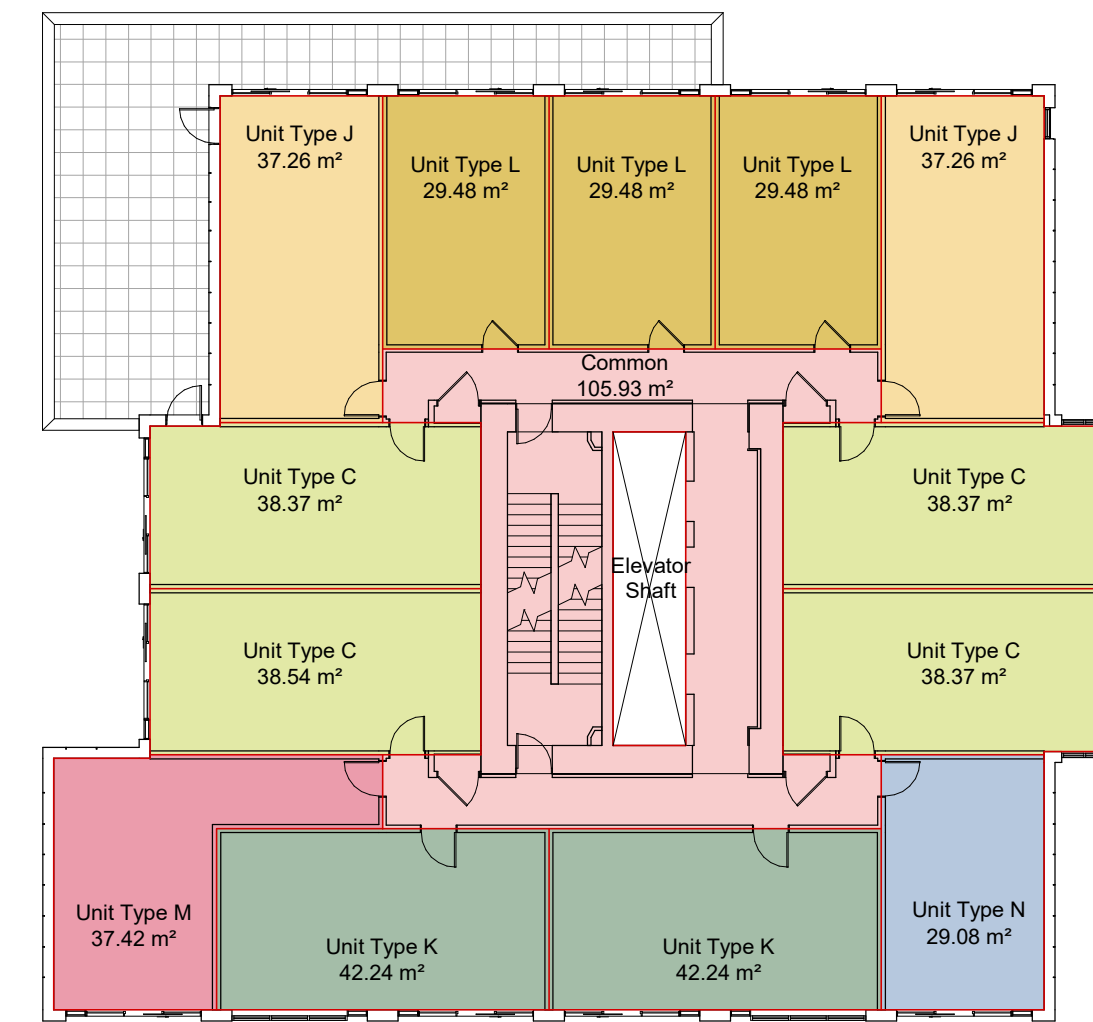 Unit Type J
37.26 m²
Unit Type L
29.48 m²
Unit Type L
29.48 m²
Unit Type L
29.48 m²
Unit Type J
37.26 m²
Common
105.93 m²
Unit Type C
38.37 m²
Unit Type C
38.37 m²
Elevator
Shaft
Unit Type C
38.54 m²
Unit Type C
38.37 m²
Unit Type M
37.42 m²
Unit Type K
42.24 m²
Unit Type K
42.24 m²
Unit Type N
29.08 m²